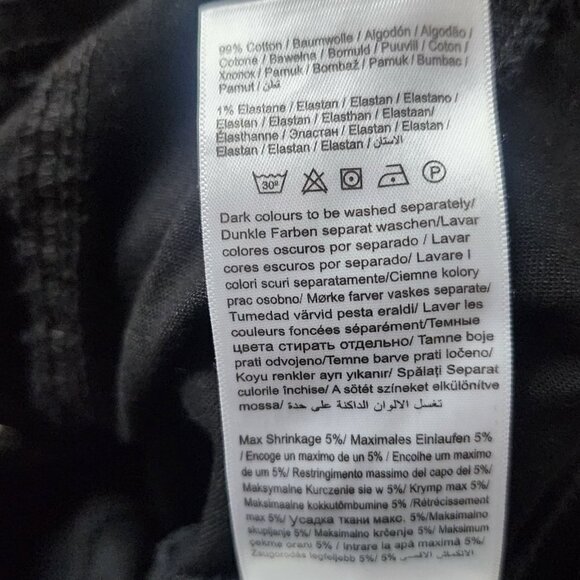 99% Cotton / Baumwolle / Algodón / Algodão /
Cotone / Bawełna / Bomuld / Puuvill / Coton /
Хлопок / Pamuk / Bombaž / Pamuk / Bumbac /
Pamut / قطن
1% Elastane / Elastan / Elastan / Elastano /
Elastan / Elastan / Elasthan / Elastaan/
Élasthanne / Эластан / Elastan / Elastan /
Elastan / Elastan / Elastan / الاستان
30° P
Dark colours to be washed separately/
Dunkle Farben separat waschen/Lavar
colores oscuros por separado / Lavar
cores escuros por separado/ Lavare I
colori scuri separatamente/Ciemne kolory
prac osobno/ Mørke farver vaskes separate/
Tumedad värvid pesta eraldi/ Laver les
couleurs foncées séparément/Темные
цвета стирать отдельно/ Tamne boje
prati odvojeno/Temne barve prati ločeno/
Koyu renkler ayrı yıkanır/ Spălați Separat
culorile închise/ A sötét színeket elkülönítve
mossa/ تغسل الالوان الداكنة على حدة /
Max Shrinkage 5%/ Maximales Einlaufen 5%
/ Encoge un maximo de un 5% / Encolhe um maximo
de um 5%/ Restringimento massimo del capo del 5%/
Maksymalne Kurczenie sie w 5%/ Krymp max 5%/
Maksimaalne kokkutõmbumine 5%/ /Rétrécissement
max 5%/ Усадка ткани макс. 5%/ Maksimalno
skupljanje 5%/ Maksimalno krčenje 5%/ Maksimum
çekme oranı 5% / Intrare la apă maximă 5%/
Zsugorodás legfeljebb 5% / 5%